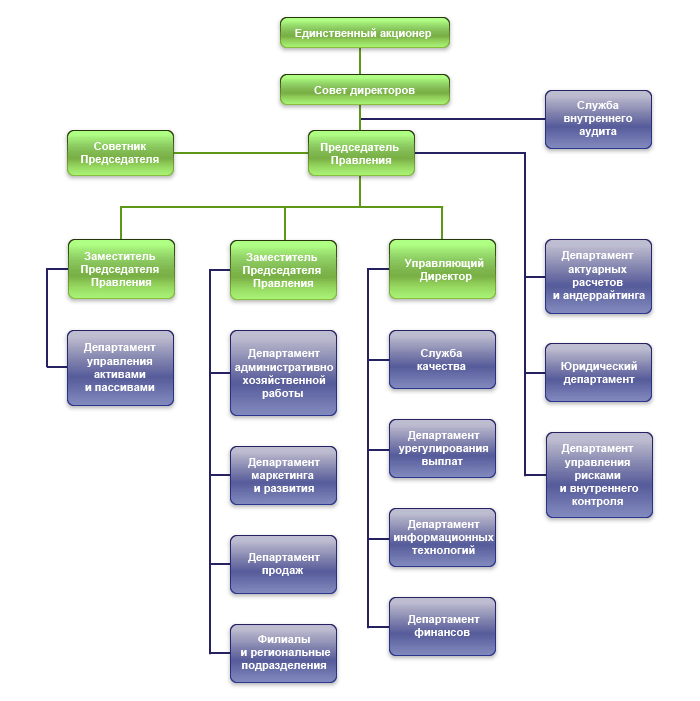 Единственный акционер
Совет директоров
Служба
внутреннего
аудита
Советник
Председателя
Председатель
Правления
Заместитель
Председателя
Правления
Заместитель
Председателя
Правления
Управляющий
Директор
Департамент
актуарных
расчетов
и андеррайтинга
Департамент
управления
активами
и пассивами
Департамент
административно
хозяйственной
работы
Служба
качества
Юридический
департамент
Департамент
маркетинга
и развития
Департамент
урегулирования
выплат
Департамент
управления
рисками
и внутреннего
контроля
Департамент
продаж
Департамент
информационных
технологий
Филиалы
и региональные
подразделения
Департамент
финансов